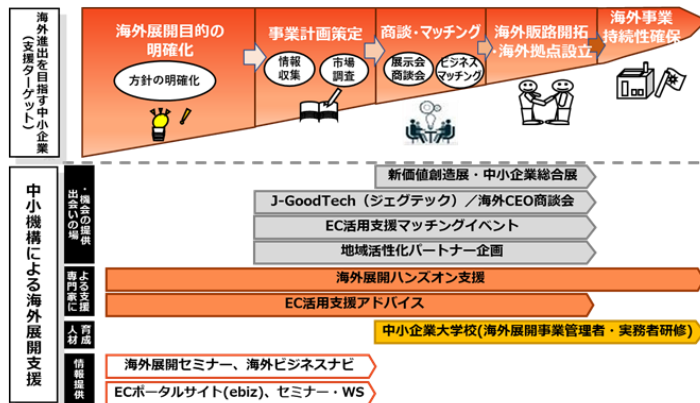 海外進出を目指す中小企業
(支援ターゲット)
海外展開目的の
明確化
方針の明確化
事業計画策定
情報
収集
市場
調査
商談・マッチング
展示会
商談会
ビジネス
マッチング
海外販路開拓
・海外拠点設立
海外事業
持続性確保
中小機構による海外展開支援
・機会の提供
出会いの場
新価値創造展・中小企業総合展
J-GoodTech（ジェグテック）／海外CEO商談会
EC活用支援マッチングイベント
地域活性化パートナー企画
よる支援
専門家に
海外展開ハンズオン支援
EC活用支援アドバイス
育成
人材
中小企業大学校(海外展開事業管理者・実務者研修)
情報提供
海外展開セミナー、海外ビジネスナビ
ECポータルサイト(ebiz)、セミナー・WS